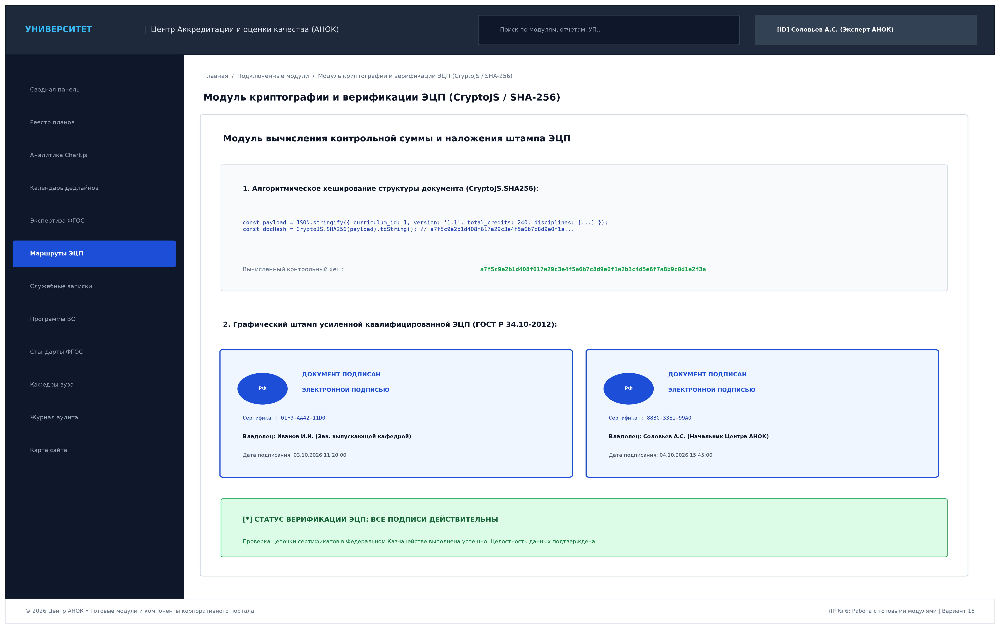 УНИВЕРСИТЕТ | Центр Аккредитации и оценки качества (АНОК)
Поиск по модулям, отчетам, УП...
[ID] Соловьев А.С. (Эксперт АНОК)
Сводная панель
Реестр планов
Аналитика Chart.js
Календарь дедлайнов
Экспертиза ФГОС
Маршруты ЭЦП
Служебные записки
Программы ВО
Стандарты ФГОС
Кафедры вуза
Журнал аудита
Карта сайта
Главная / Подключенные модули / Модуль криптографии и верификации ЭЦП (CryptoJS / SHA-256)
Модуль криптографии и верификации ЭЦП (CryptoJS / SHA-256)
Модуль вычисления контрольной суммы и наложения штампа ЭЦП
1. Алгоритмическое хеширование структуры документа (CryptoJS.SHA256):
const payload = JSON.stringify({ curriculum_id: 1, version: '1.1', total_credits: 240, disciplines: [...] });
const docHash = CryptoJS.SHA256(payload).toString(); // a7f5c9e2b1d408f617a29c3e4f5a6b7c8d9e0f1a...
Вычисленный контрольный хеш: a7f5c9e2b1d408f617a29c3e4f5a6b7c8d9e0f1a2b3c4d5e6f7a8b9c0d1e2f3a
2. Графический штамп усиленной квалифицированной ЭЦП (ГОСТ Р 34.10-2012):
РФ
ДОКУМЕНТ ПОДПИСАН
ЭЛЕКТРОННОЙ ПОДПИСЬЮ
Сертификат: 01F9-AA42-11D0
Владелец: Иванов И.И. (Зав. выпускающей кафедрой)
Дата подписания: 03.10.2026 11:20:00
РФ
ДОКУМЕНТ ПОДПИСАН
ЭЛЕКТРОННОЙ ПОДПИСЬЮ
Сертификат: 88BC-33E1-99A0
Владелец: Соловьев А.С. (Начальник Центра АНОК)
Дата подписания: 04.10.2026 15:45:00
[*] СТАТУС ВЕРИФИКАЦИИ ЭЦП: ВСЕ ПОДПИСИ ДЕЙСТВИТЕЛЬНЫ
Проверка цепочки сертификатов в Федеральном Казначействе выполнена успешно. Целостность данных подтверждена.
© 2026 Центр АНОК • Готовые модули и компоненты корпоративного портала
ЛР № 6: Работа с готовыми модулями | Вариант 15